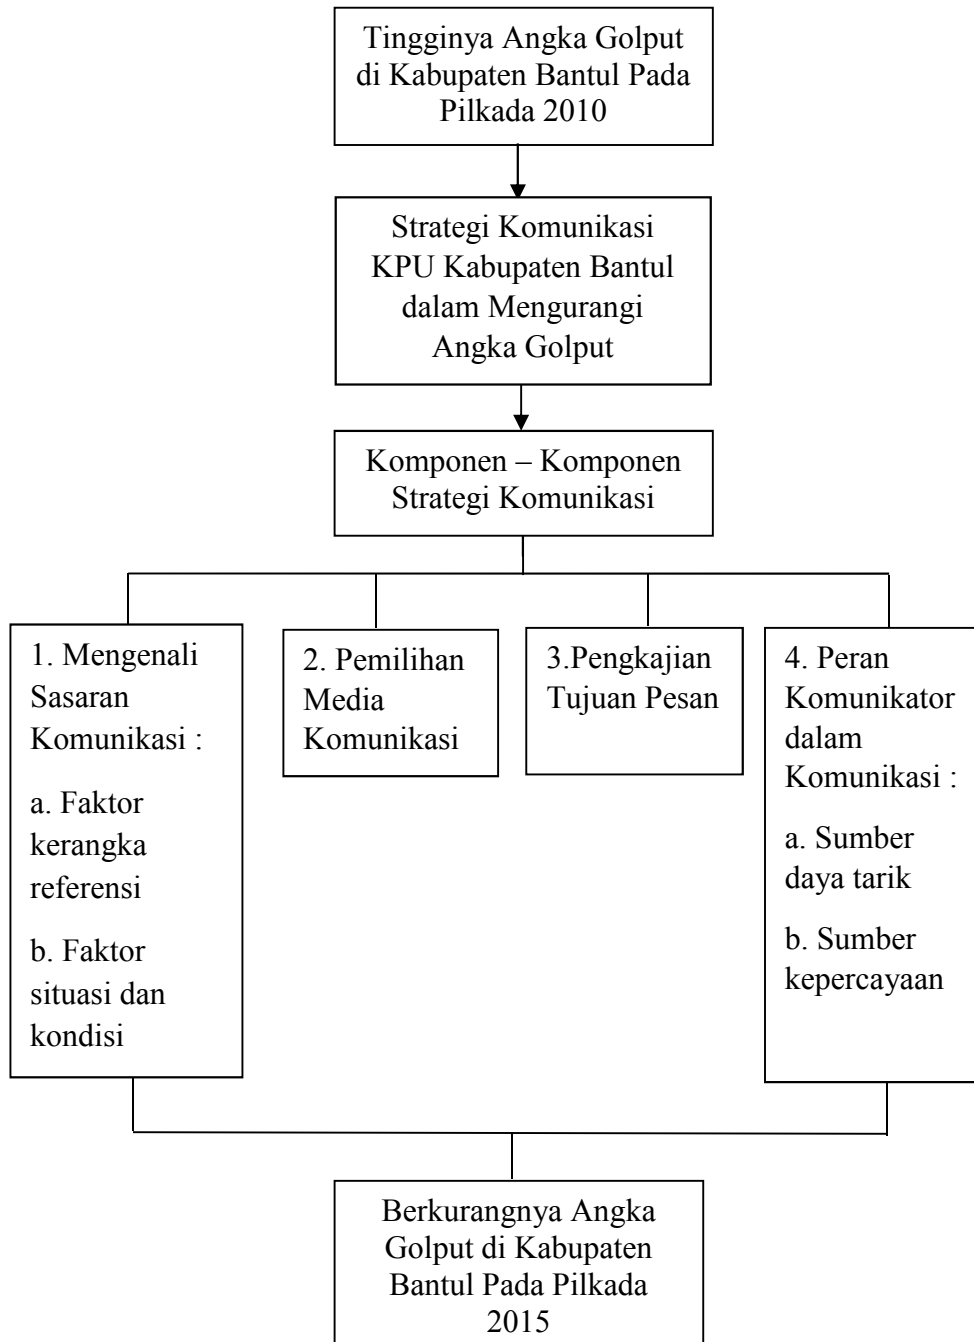 Tingginya Angka Golput
di Kabupaten Bantul Pada
Pilkada 2010
Strategi Komunikasi
KPU Kabupaten Bantul
dalam Mengurangi
Angka Golput
Komponen – Komponen
Strategi Komunikasi
1. Mengenali
Sasaran
Komunikasi :
a. Faktor
kerangka
referensi
b. Faktor
situasi dan
kondisi
2. Pemilihan
Media
Komunikasi
3.Pengkajian
Tujuan Pesan
4. Peran
Komunikator
dalam
Komunikasi :
a. Sumber
daya tarik
b. Sumber
kepercayaan
Berkurangnya Angka
Golput di Kabupaten
Bantul Pada Pilkada
2015